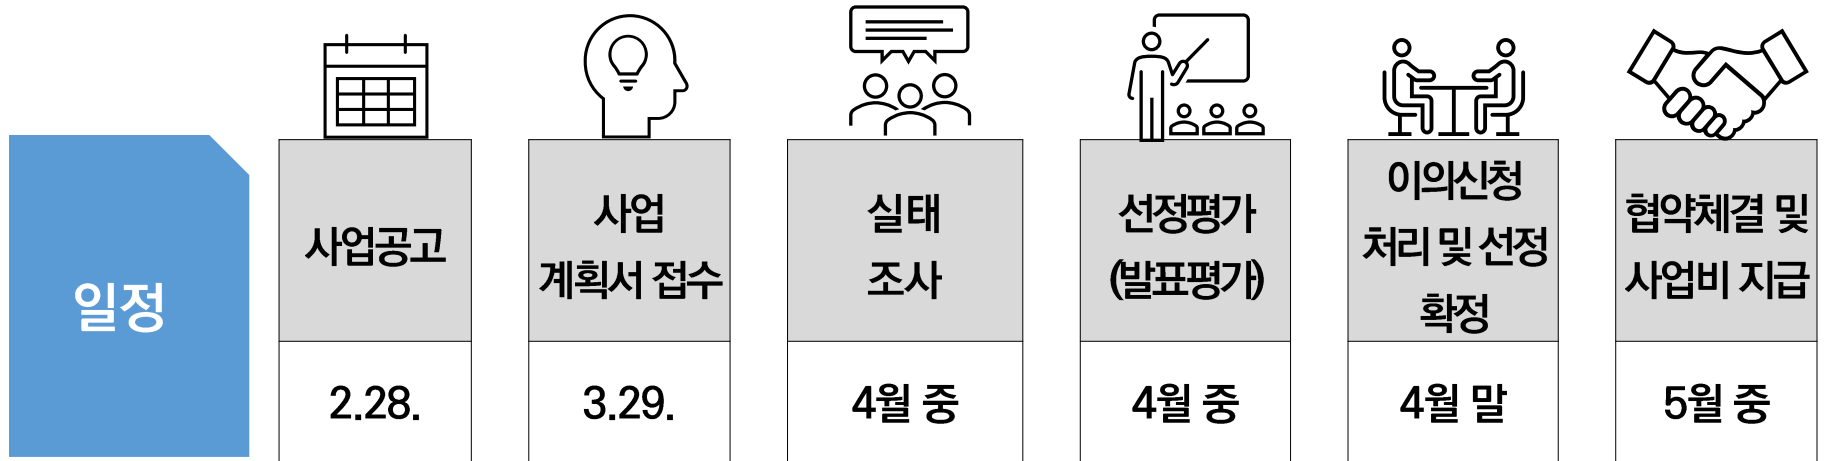 일정
사업공고
2.28.
사업
계획서 접수
3.29.
실태
조사
4월 중
선정평가
(발표평가)
4월 중
이의신청
처리 및 선정
확정
4월 말
협약체결 및
사업비 지급
5월 중